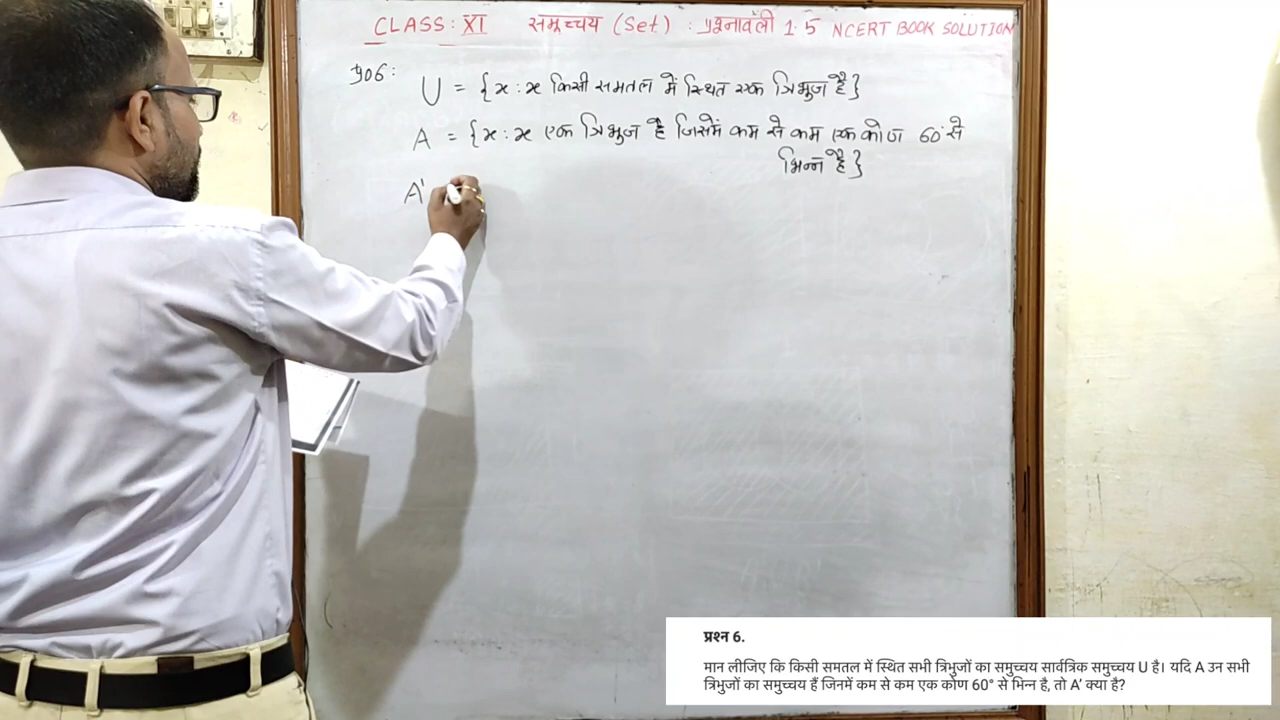 CLASS: XI समुच्चय (Set) : प्रश्नावली 1.5 NCERT BOOK SOLUTION
प्र06:
U = {x : x किसी समतल में स्थित एक त्रिभुज है}
A = {x : x एक त्रिभुज है जिसमें कम से कम एक कोण 60° से
भिन्न है}
A'
प्रश्न 6.
मान लीजिए कि किसी समतल में स्थित सभी त्रिभुजों का समुच्चय सार्वत्रिक समुच्चय U है। यदि A उन सभी
त्रिभुजों का समुच्चय हैं जिनमें कम से कम एक कोण 60° से भिन्न है, तो A’ क्या है?